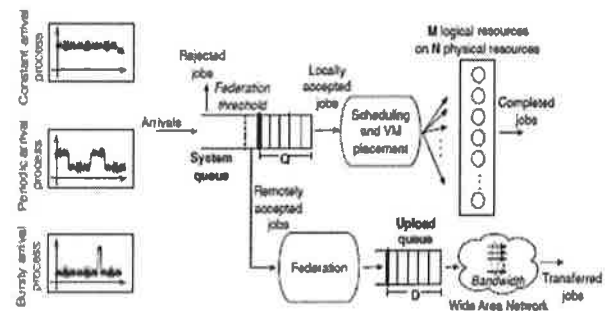 Constant arrival
process
Periodic arrival
process
Bursty arrival
process
Arrivals
Rejected
jobs
Federation
threshold
System
queue
Q
Locally
accepted
jobs
Scheduling
and VM
placement
M logical resources
on N physical resources
Completed
jobs
Remotely
accepted
jobs
Federation
Upload
queue
D
Bandwidth
Wide Area Network
Transferred
jobs